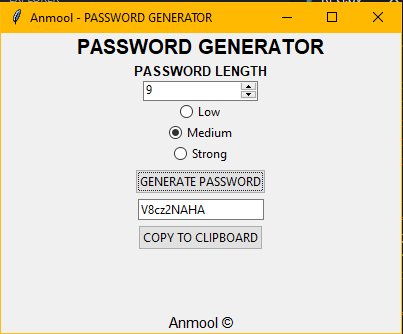 Anmool - PASSWORD GENERATOR
PASSWORD GENERATOR
PASSWORD LENGTH
9
Low
Medium
Strong
GENERATE PASSWORD
V8cz2NAHA
COPY TO CLIPBOARD
Anmool ©